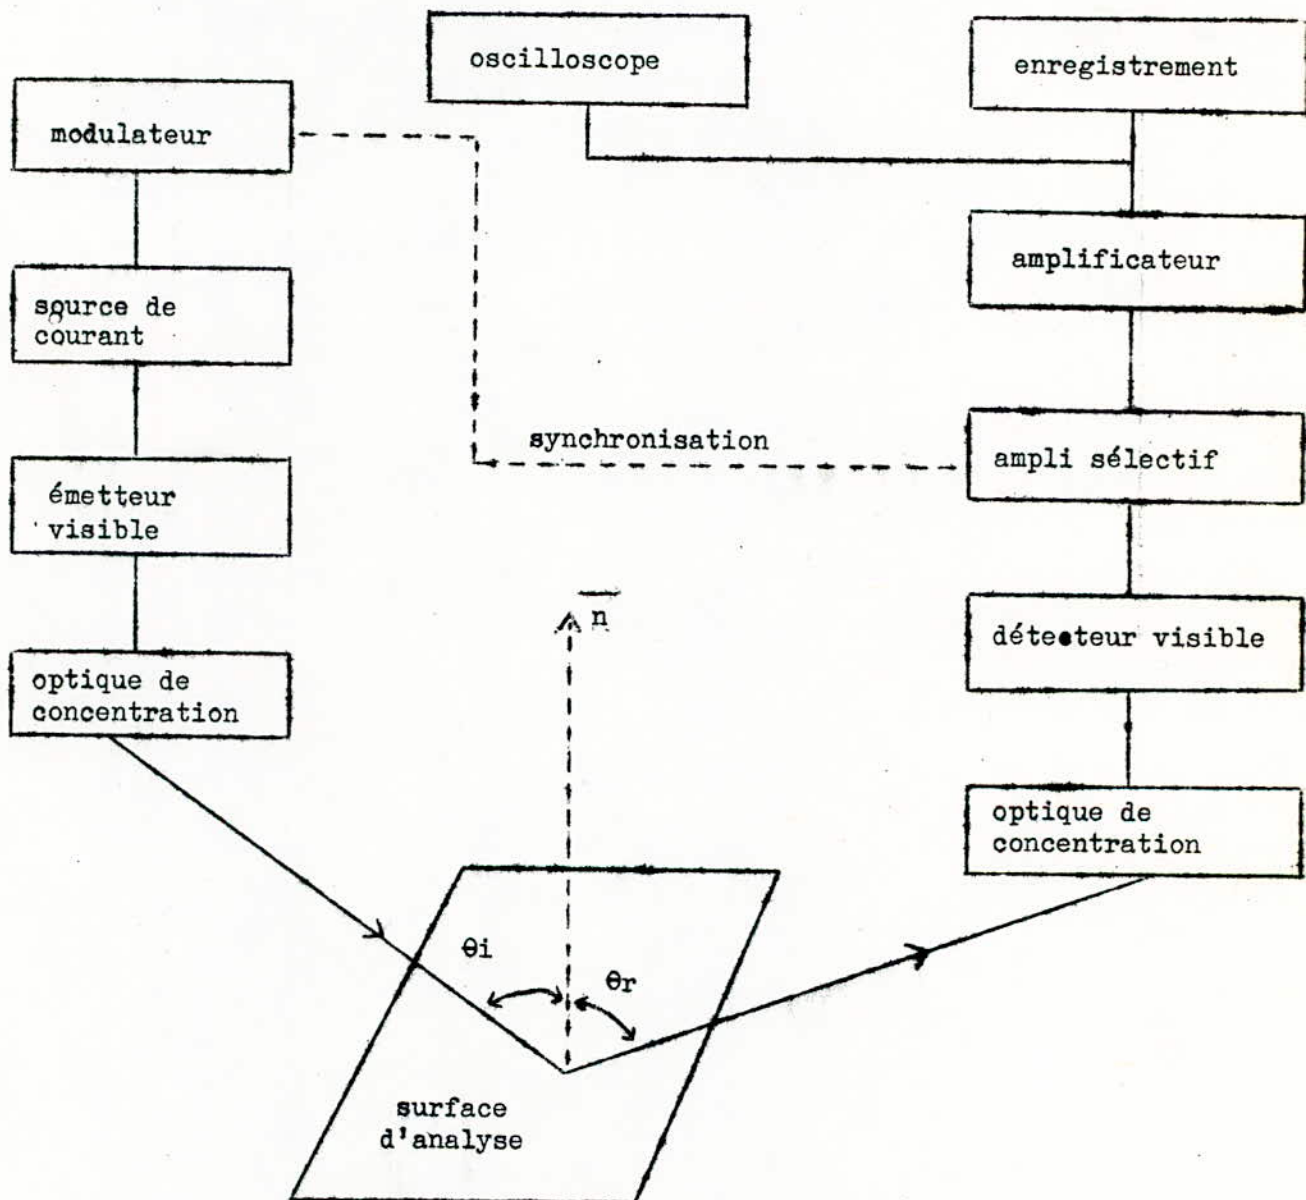 oscilloscope
enregistrement
modulateur
amplificateur
source de
courant
synchronisation
ampli sélectif
émetteur
visible
n
détecteur visible
optique de
concentration
optique de
concentration
θi
θr
surface
d'analyse